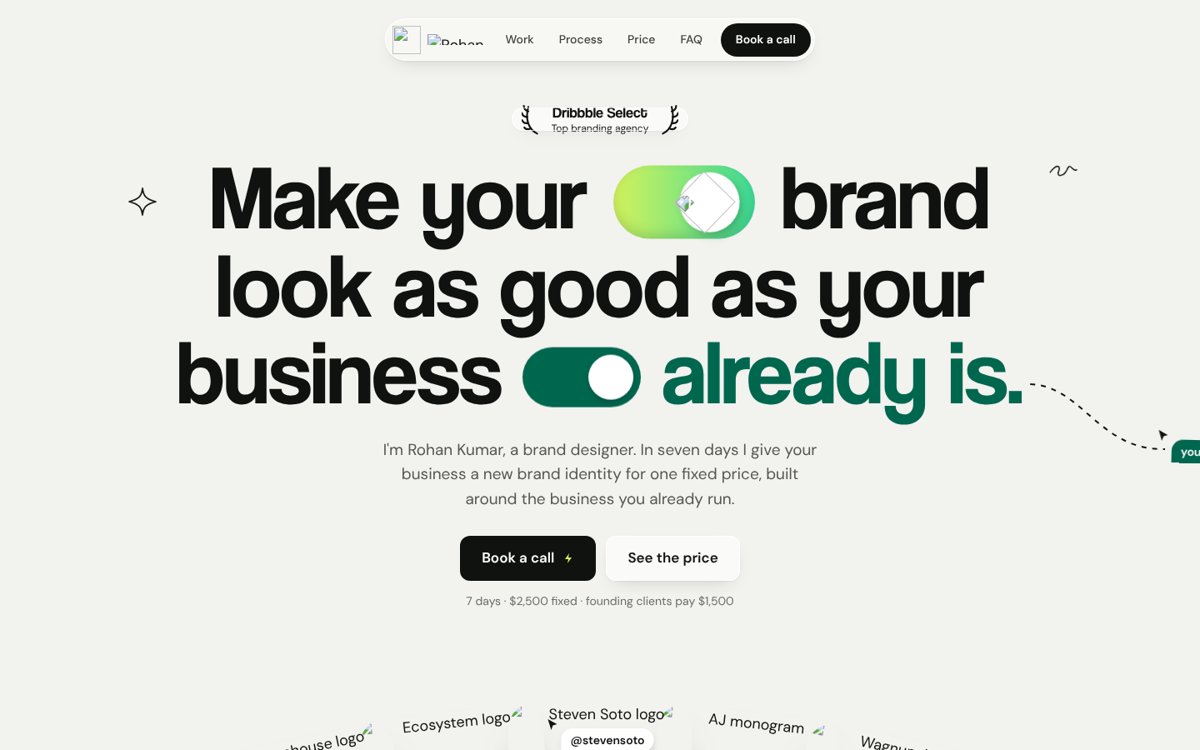 Rohan
Work
Process
Price
FAQ
Book a call
Dribbble Select
Top branding agency
Make your brand
look as good as your
business already is.
I'm Rohan Kumar, a brand designer. In seven days I give your
business a new brand identity for one fixed price, built
around the business you already run.
Book a call
See the price
7 days · $2,500 fixed · founding clients pay $1,500
house logo
Ecosystem logo
Steven Soto logo
AJ monogram
@stevensoto